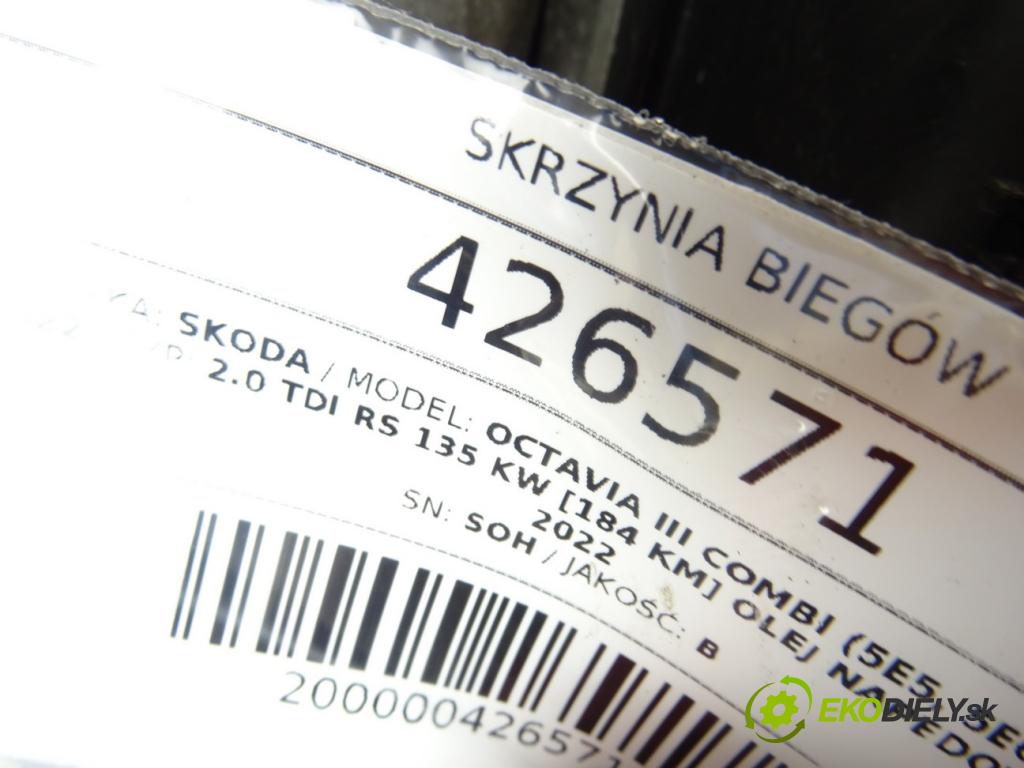 SKRZYNIA BIEGÓW
426571
SKODA / MODEL: OCTAVIA III COMBI (5E5,
2.0 TDI RS 135 KW [184 KM] OLEJ
2022
SN: SOH / JAKOŚĆ: B
200000426571
EKODIELY.sk